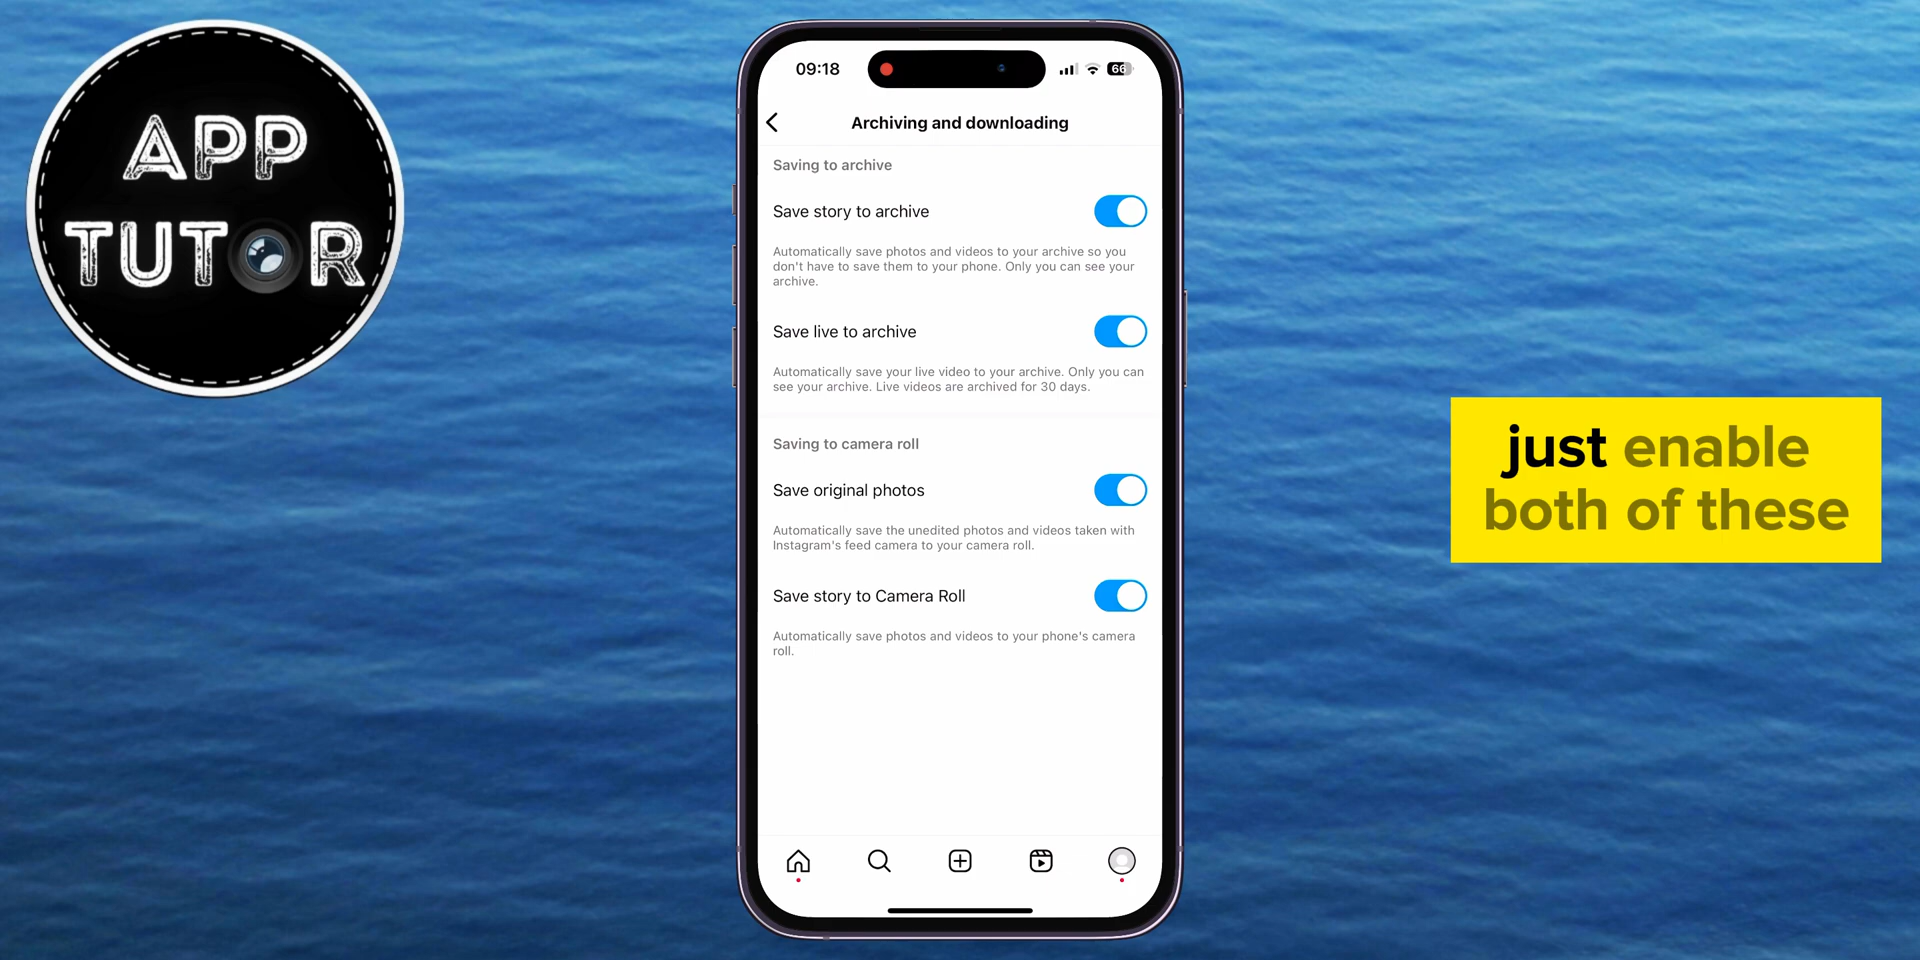 APP
TUTOR
09:18
66
Archiving and downloading
Saving to archive
Save story to archive
Automatically save photos and videos to your archive so you
don't have to save them to your phone. Only you can see your
archive.
Save live to archive
Automatically save your live video to your archive. Only you can
see your archive. Live videos are archived for 30 days.
Saving to camera roll
Save original photos
Automatically save the unedited photos and videos taken with
Instagram's feed camera to your camera roll.
Save story to Camera Roll
Automatically save photos and videos to your phone's camera
roll.
just enable
both of these